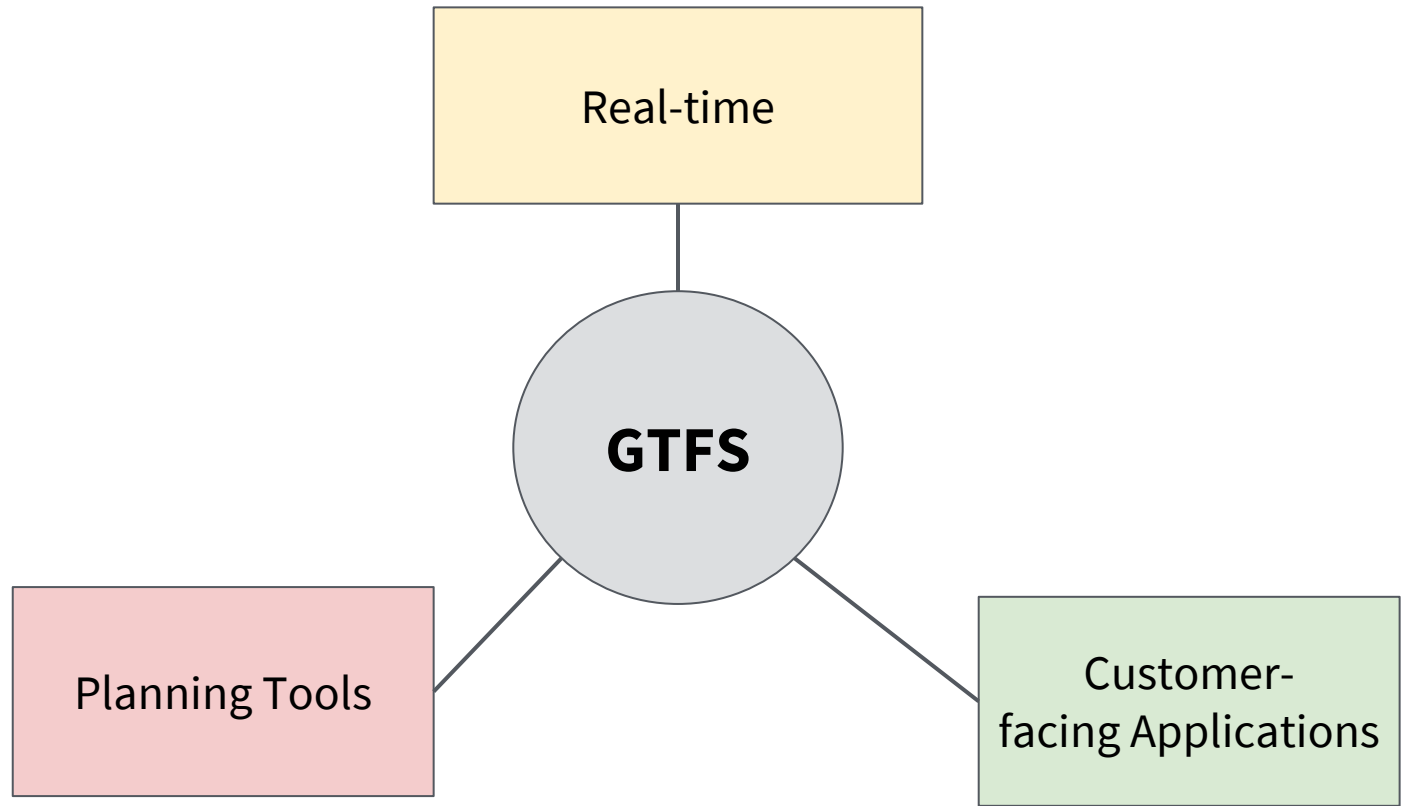 Real-time
GTFS
Planning Tools
Customer-
facing Applications